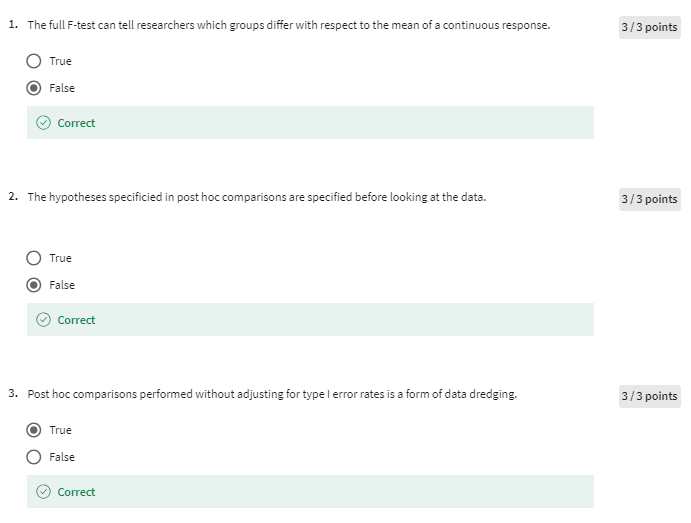 1. The full F-test can tell researchers which groups differ with respect to the mean of a continuous response.
3 / 3 points
True
False
Correct
2. The hypotheses specificied in post hoc comparisons are specified before looking at the data.
3 / 3 points
True
False
Correct
3. Post hoc comparisons performed without adjusting for type I error rates is a form of data dredging.
3 / 3 points
True
False
Correct